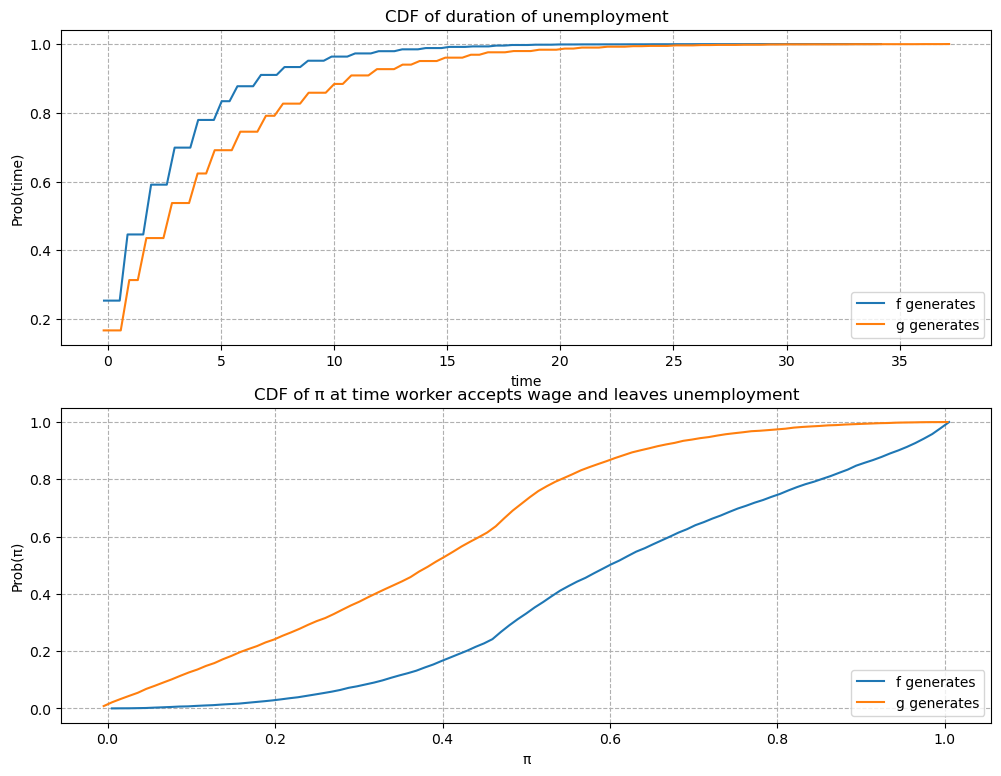 CDF of duration of unemployment
Prob(time)
1.0
0.8
0.6
0.4
0.2
0 5 10 15 20 25 30 35
time
f generates
g generates
CDF of π at time worker accepts wage and leaves unemployment
Prob(π)
1.0
0.8
0.6
0.4
0.2
0.0
0.0 0.2 0.4 0.6 0.8 1.0
π
f generates
g generates